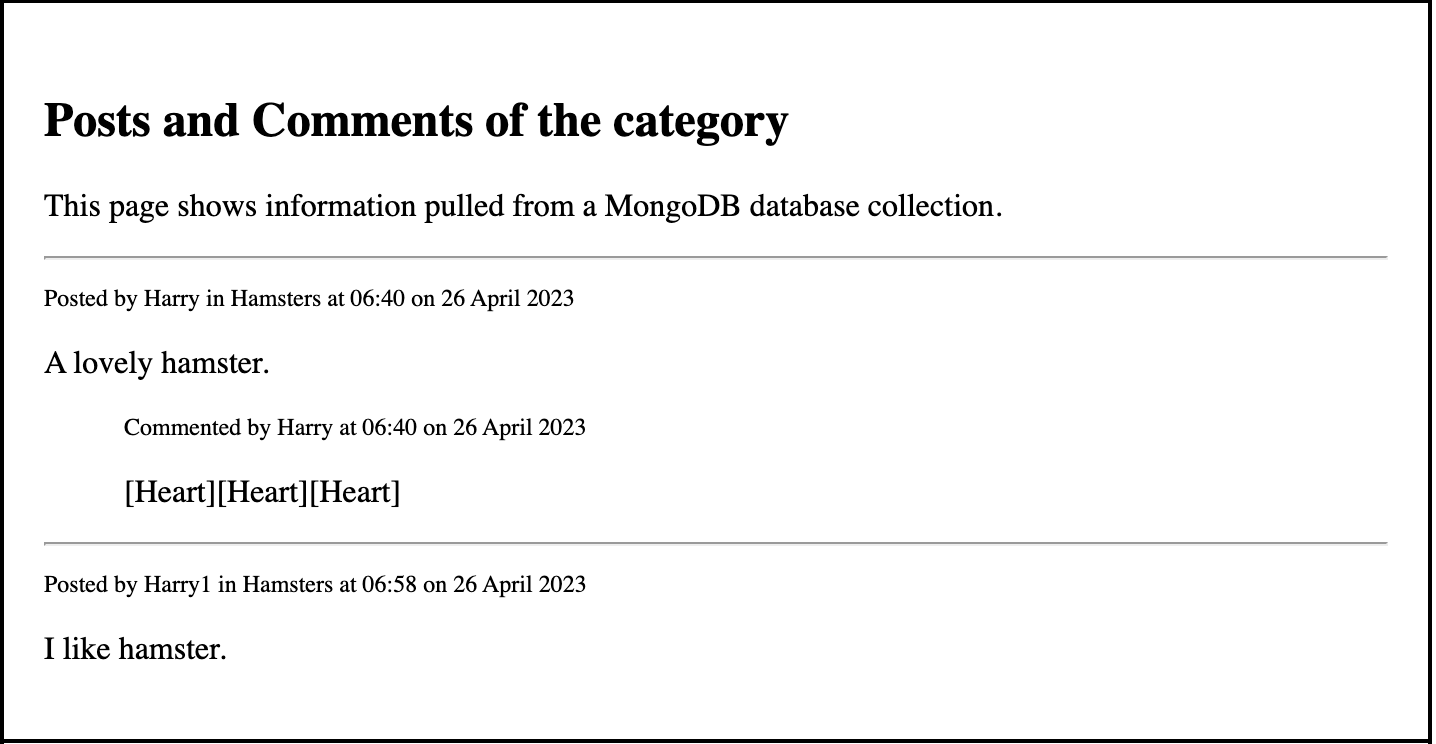 Posts and Comments of the category
This page shows information pulled from a MongoDB database collection.
Posted by Harry in Hamsters at 06:40 on 26 April 2023
A lovely hamster.
Commented by Harry at 06:40 on 26 April 2023
[Heart][Heart][Heart]
Posted by Harry1 in Hamsters at 06:58 on 26 April 2023
I like hamster.